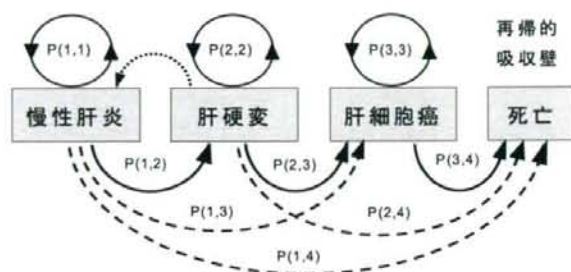 P(1,1)
P(2,2)
P(3,3)
再帰的
吸収壁
慢性肝炎
肝硬変
肝細胞癌
死亡
P(1,2)
P(2,3)
P(3,4)
P(1,3)
P(2,4)
P(1,4)